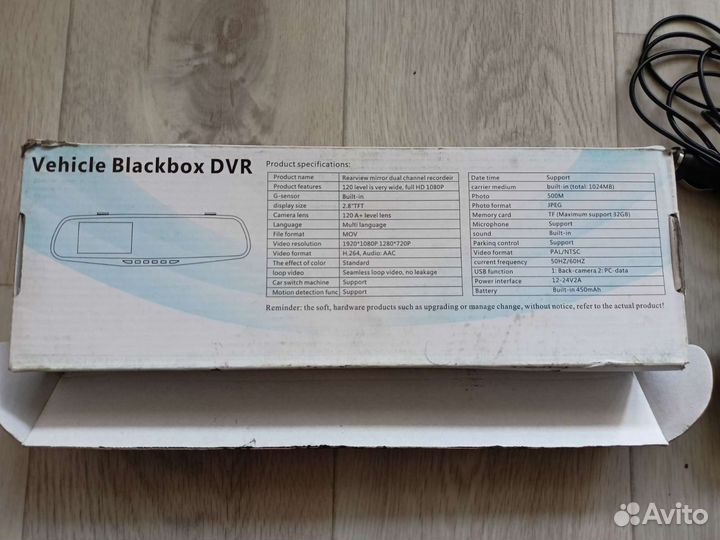 Vehicle Blackbox DVR
Product specifications:
Product name Rearview mirror dual channel recordeir
Product features 120 level is very wide, full HD 1080P
G-sensor Built-in
display size 2.8"TFT
Camera lens 120 A+ level lens
Language Multi language
File format MOV
Video resolution 1920*1080P 1280*720P
Video format H.264, Audio: AAC
The effect of color Standard
loop video Seamless loop video, no leakage
Car switch machine Support
Motion detection func Support
Date time Support
carrier medium built-in (total: 1024MB)
Photo 500M
Photo format JPEG
Memory card TF (Maximum support 32GB)
Microphone Support
sound Built-in
Parking control Support
Video format PAL/NTSC
current frequency 50HZ/60HZ
USB function 1: Back-camera 2: PC-data
Power interface 12-24V2A
Battery Built-in 450mAh
Reminder: the soft, hardware products such as upgrading or manage change, without notice, refer to the actual product!
Avito